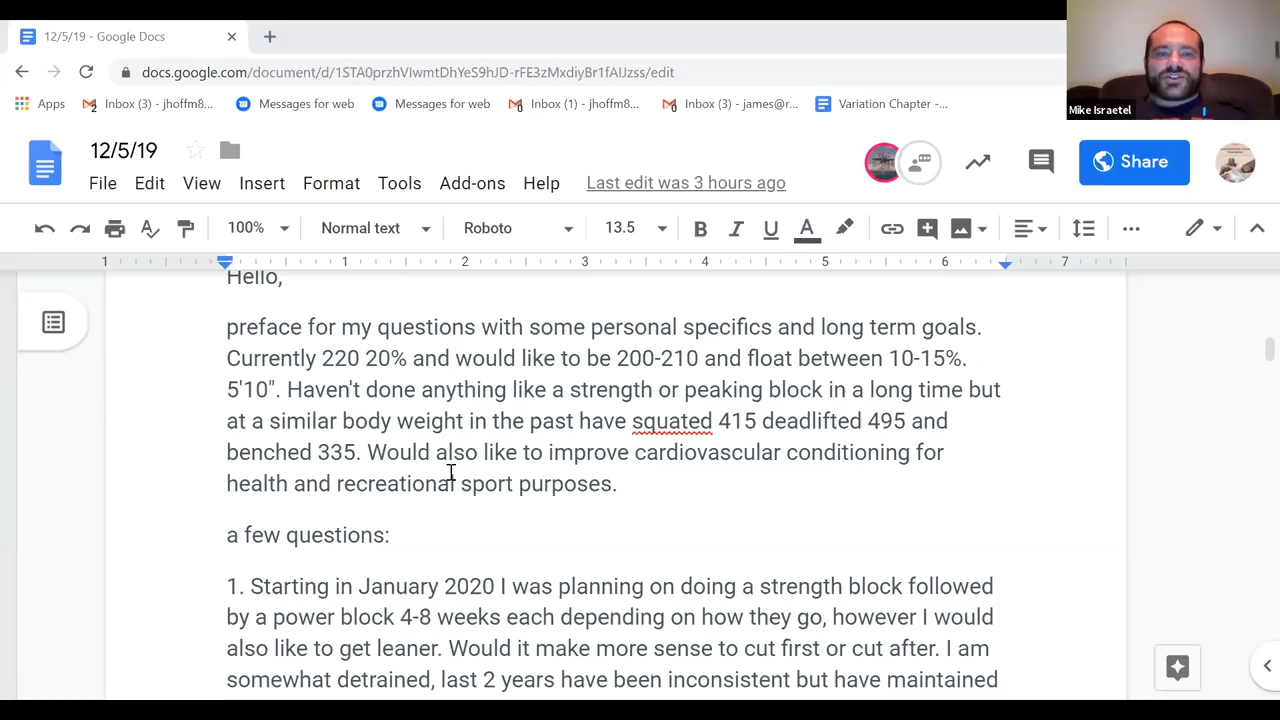 12/5/19 - Google Docs
docs.google.com/document/d/1STA0przhVIwmtDhYeS9hJD-rFE3zMxdiyBr1fAIJzss/edit
Apps
Inbox (3) - jhoffm8...
Messages for web
Messages for web
Inbox (1) - jhoffm8...
Inbox (3) - james@r...
Variation Chapter -...
Mike Israetel
12/5/19
File Edit View Insert Format Tools Add-ons Help Last edit was 3 hours ago
Share
100% Normal text Roboto 13.5 B I U A
1 1 2 3 4 5 6 7
Hello,
preface for my questions with some personal specifics and long term goals.
Currently 220 20% and would like to be 200-210 and float between 10-15%.
5'10". Haven't done anything like a strength or peaking block in a long time but
at a similar body weight in the past have squated 415 deadlifted 495 and
benched 335. Would also like to improve cardiovascular conditioning for
health and recreational sport purposes.
a few questions:
1. Starting in January 2020 I was planning on doing a strength block followed
by a power block 4-8 weeks each depending on how they go, however I would
also like to get leaner. Would it make more sense to cut first or cut after. I am
somewhat detrained, last 2 years have been inconsistent but have maintained